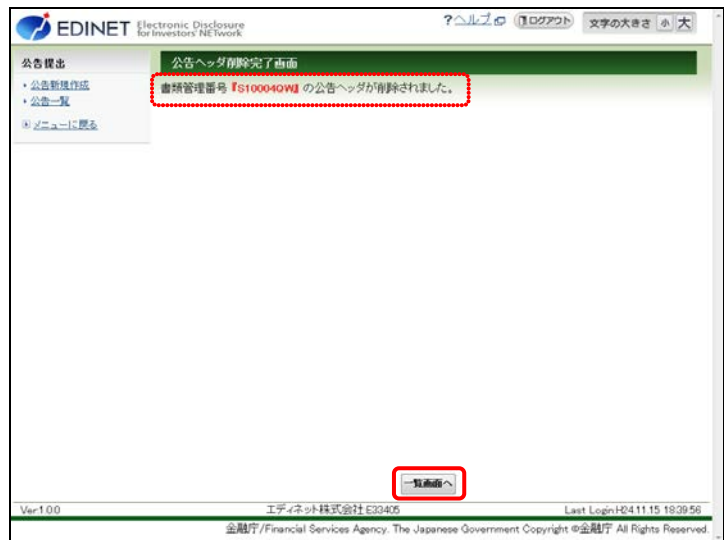 EDINET Electronic Disclosure for Investors' NETwork
?ヘルプ ログアウト 文字の大きさ 小 大
公告提出
公告新規作成
公告一覧
メニューに戻る
公告ヘッダ削除完了画面
書類管理番号『S10004QW』の公告ヘッダが削除されました。
一覧画面へ
Ver.1.0.0 エディネット株式会社 E33405 Last Login:H24.11.15 18:39:56
金融庁/Financial Services Agency. The Japanese Government Copyright ©金融庁 All Rights Reserved.